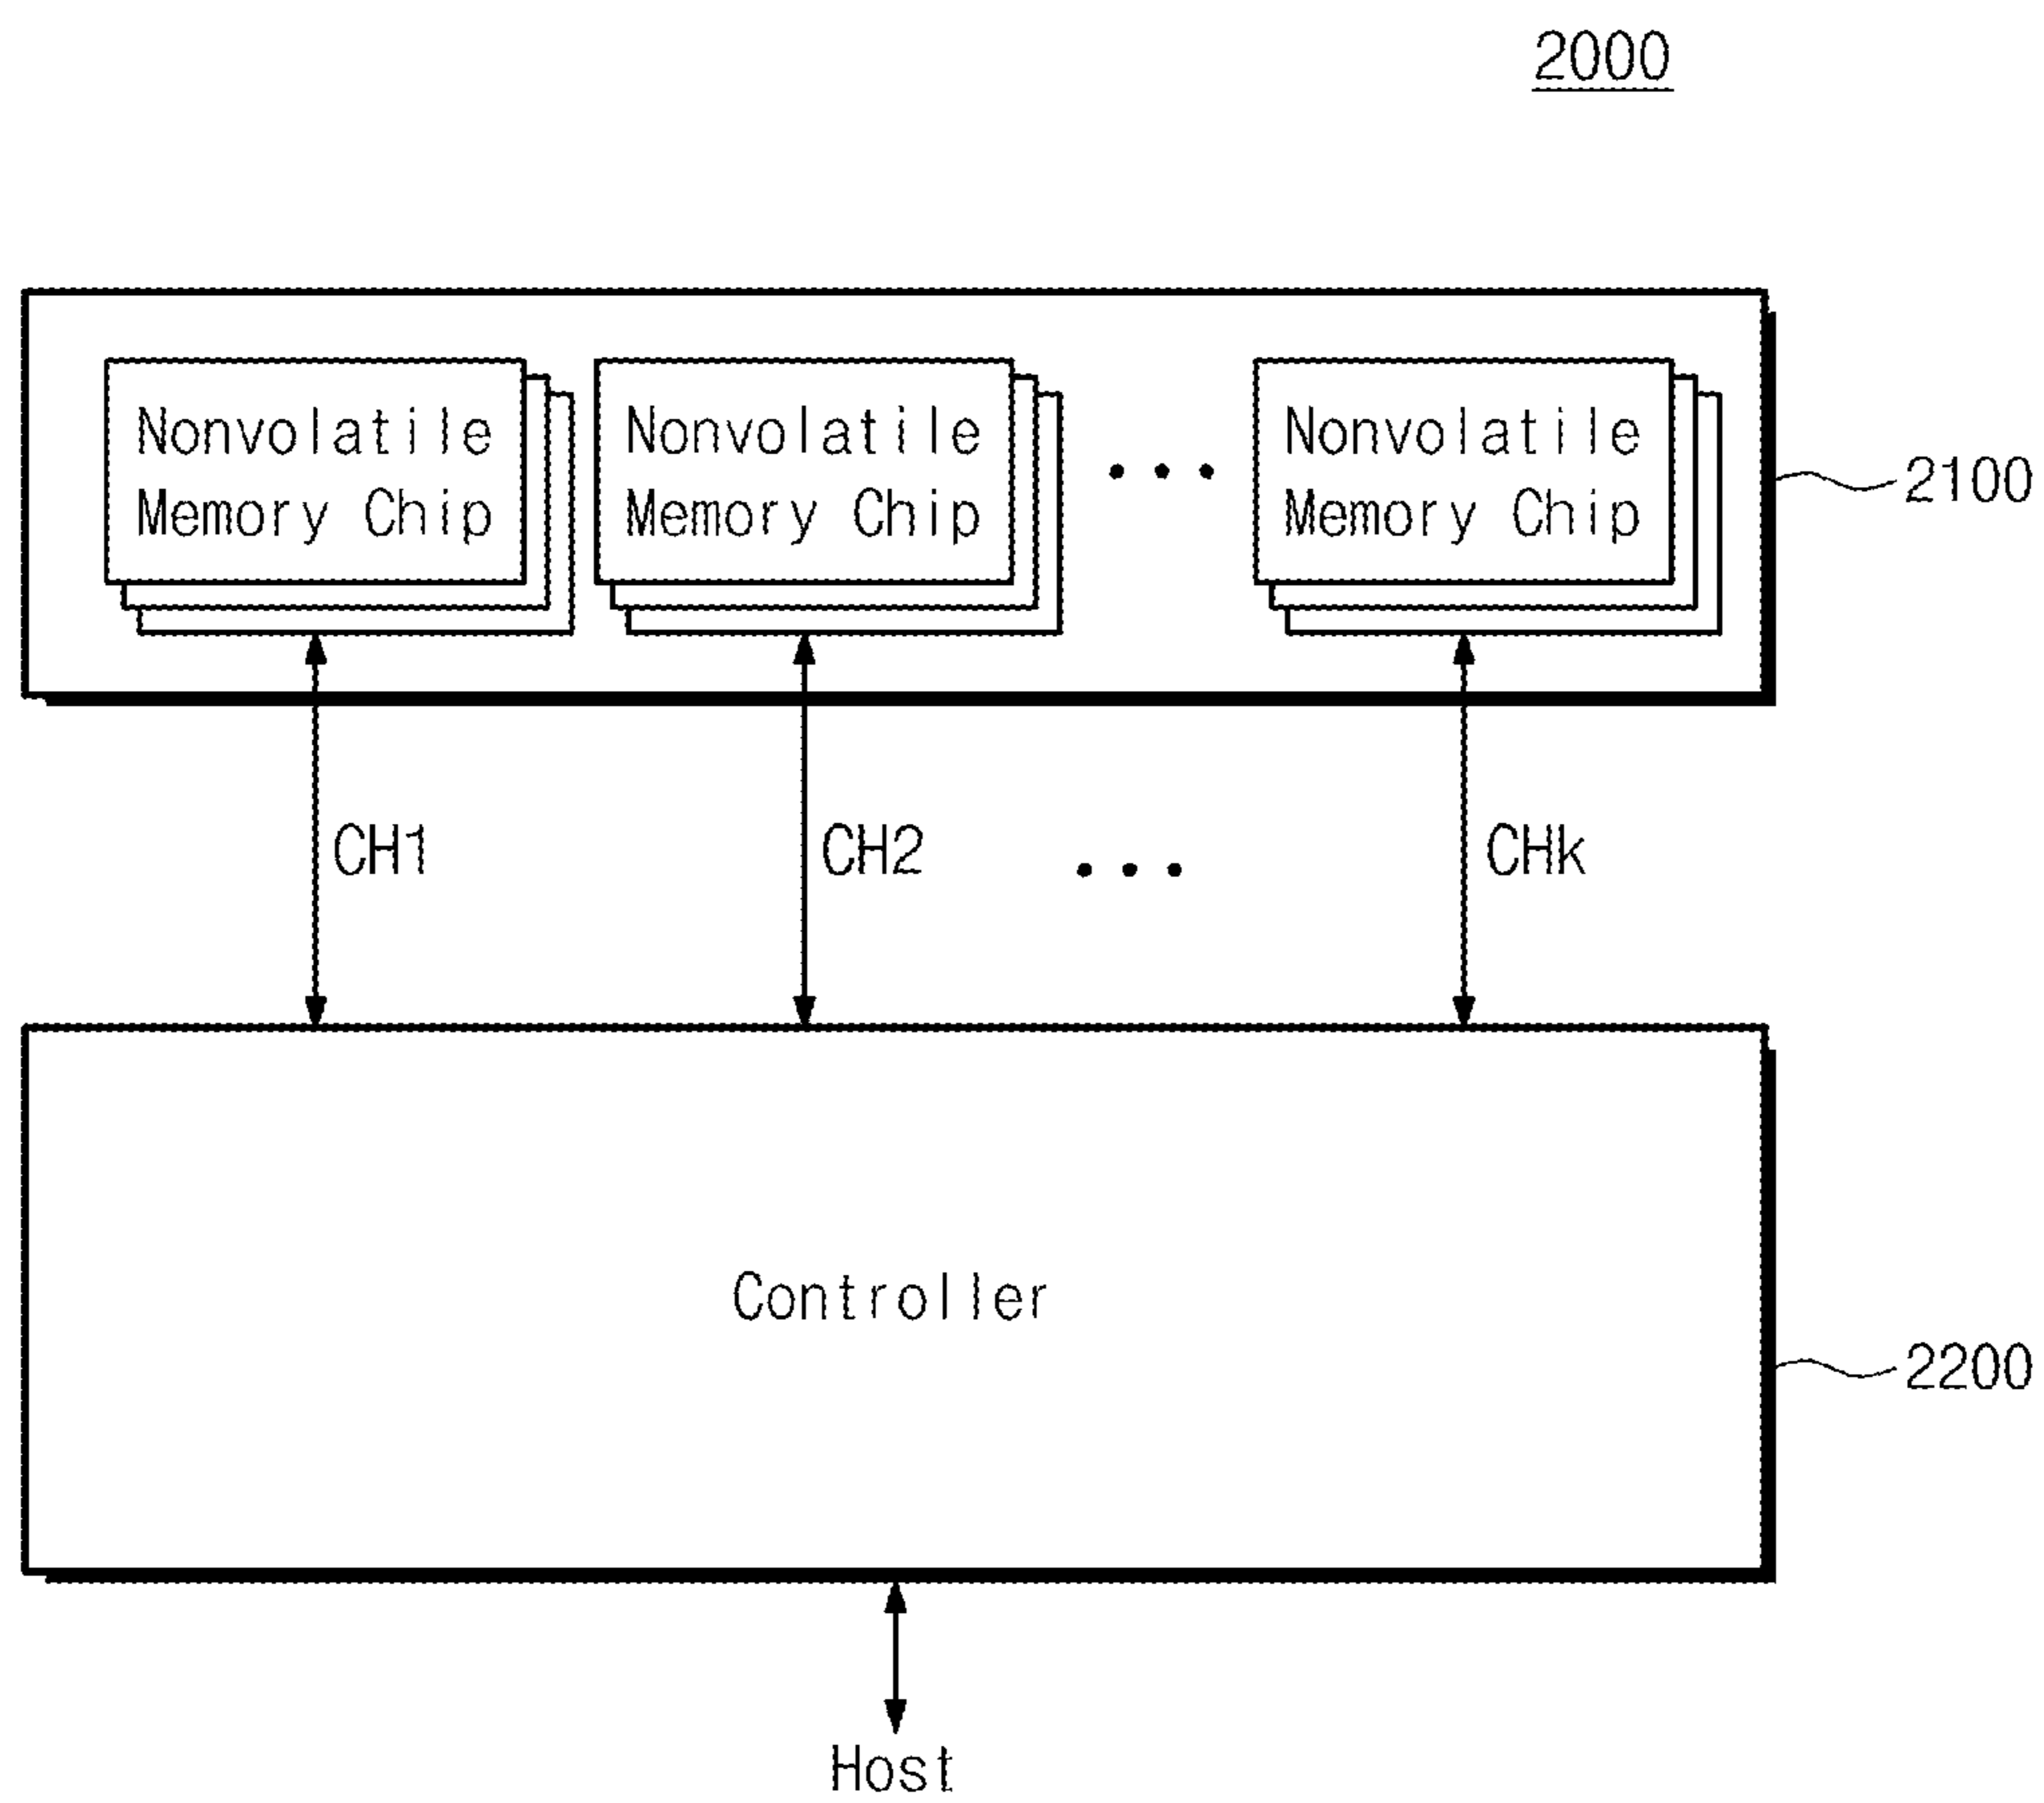 2000
Nonvolatile
Memory Chip
Nonvolatile
Memory Chip
Nonvolatile
Memory Chip
2100
CH1
CH2
CHk
Controller
2200
Host